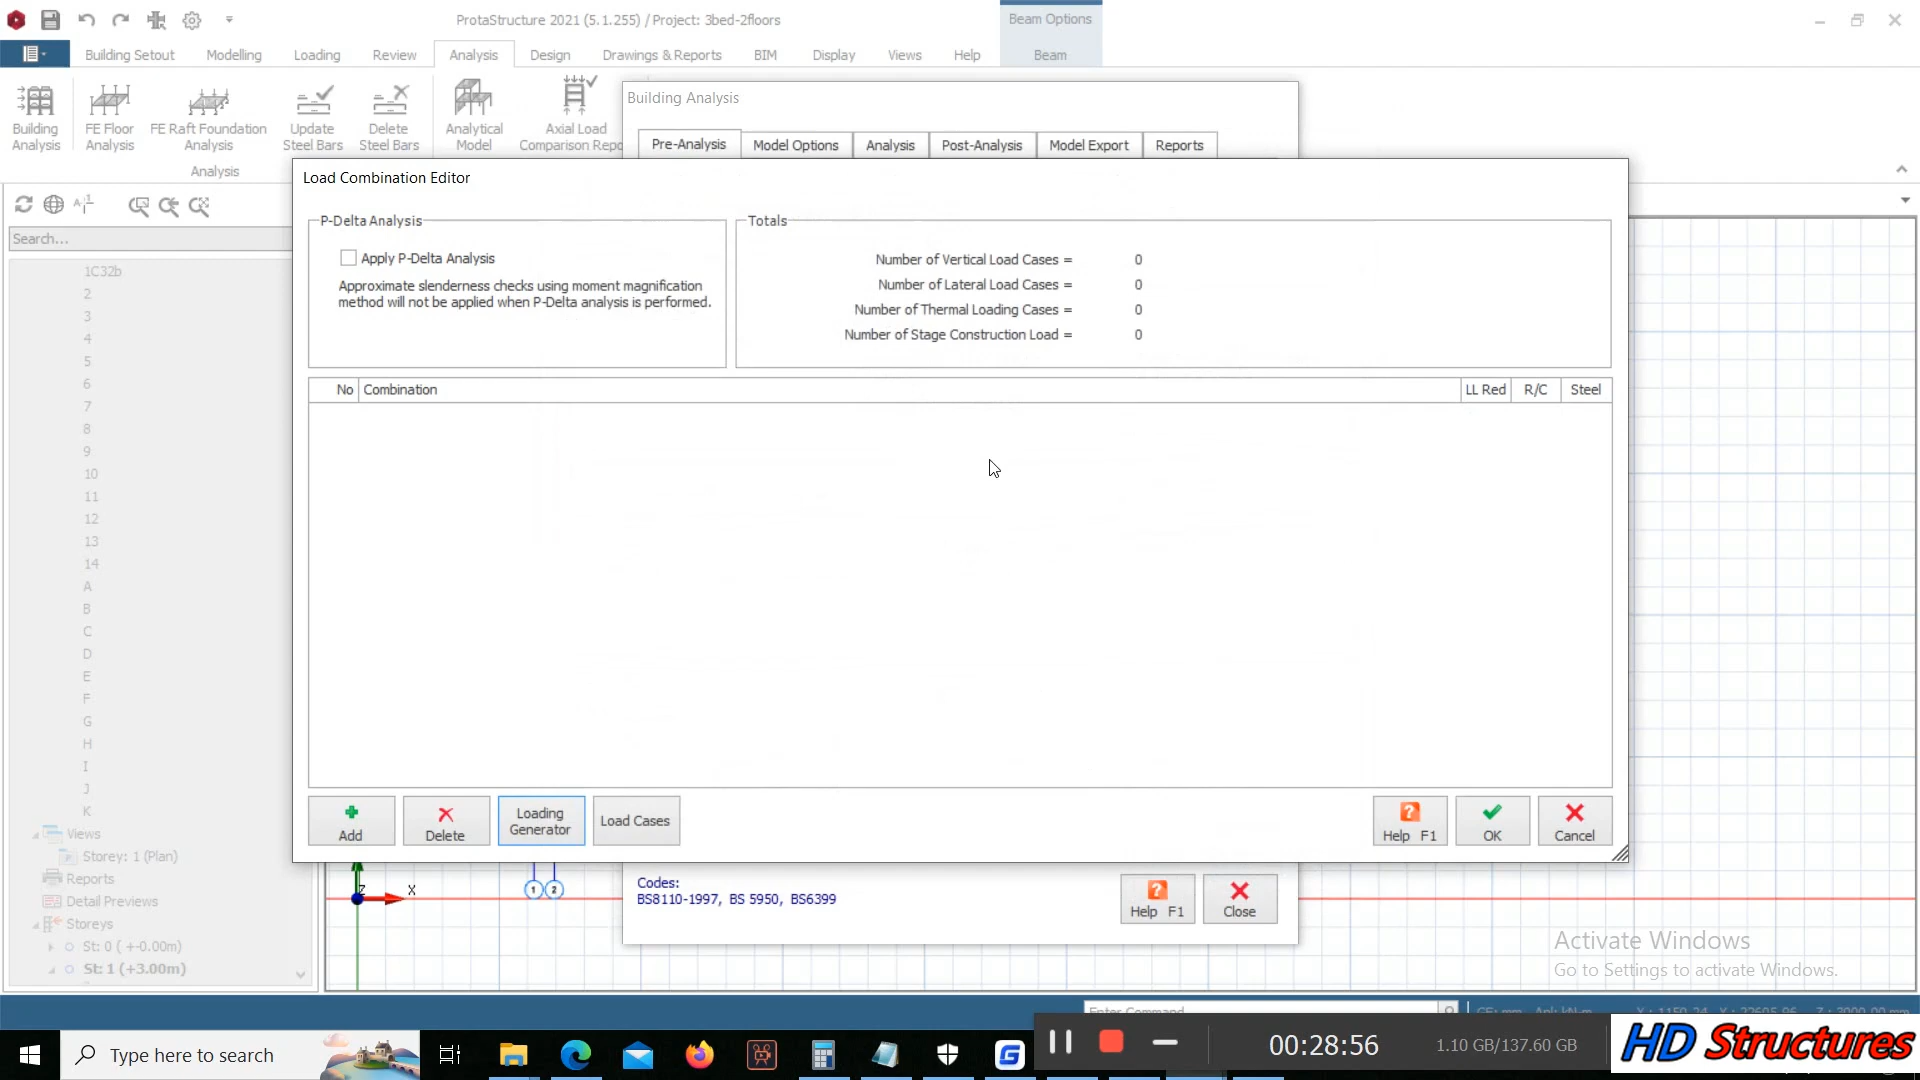 ProtaStructure 2021 (5.1.255) / Project: 3bed-2floors
Beam Options
Building Setout
Modelling
Loading
Review
Analysis
Design
Drawings & Reports
BIM
Display
Views
Help
Beam
Building Analysis
FE Floor Analysis
FE Raft Foundation Analysis
Update Steel Bars
Delete Steel Bars
Analytical Model
Axial Load Comparison Repo
Analysis
Building Analysis
Pre-Analysis
Model Options
Analysis
Post-Analysis
Model Export
Reports
Load Combination Editor
P-Delta Analysis
Apply P-Delta Analysis
Approximate slenderness checks using moment magnification
method will not be applied when P-Delta analysis is performed.
Totals
Number of Vertical Load Cases = 0
Number of Lateral Load Cases = 0
Number of Thermal Loading Cases = 0
Number of Stage Construction Load = 0
No Combination LL Red R/C Steel
Add
Delete
Loading Generator
Load Cases
Help F1
OK
Cancel
Search...
1C32b
2
3
4
5
6
7
8
9
10
11
12
13
14
A
B
C
D
E
F
G
H
I
J
K
Views
Storey: 1 (Plan)
Reports
Detail Previews
Storeys
St: 0 ( +-0.00m)
St: 1 (+3.00m)
Z
X
1
2
Codes:
BS8110-1997, BS 5950, BS6399
Help F1
Close
Activate Windows
Go to Settings to activate Windows.
Enter Command
Type here to search
00:28:56
1.10 GB/137.60 GB
HD Structures